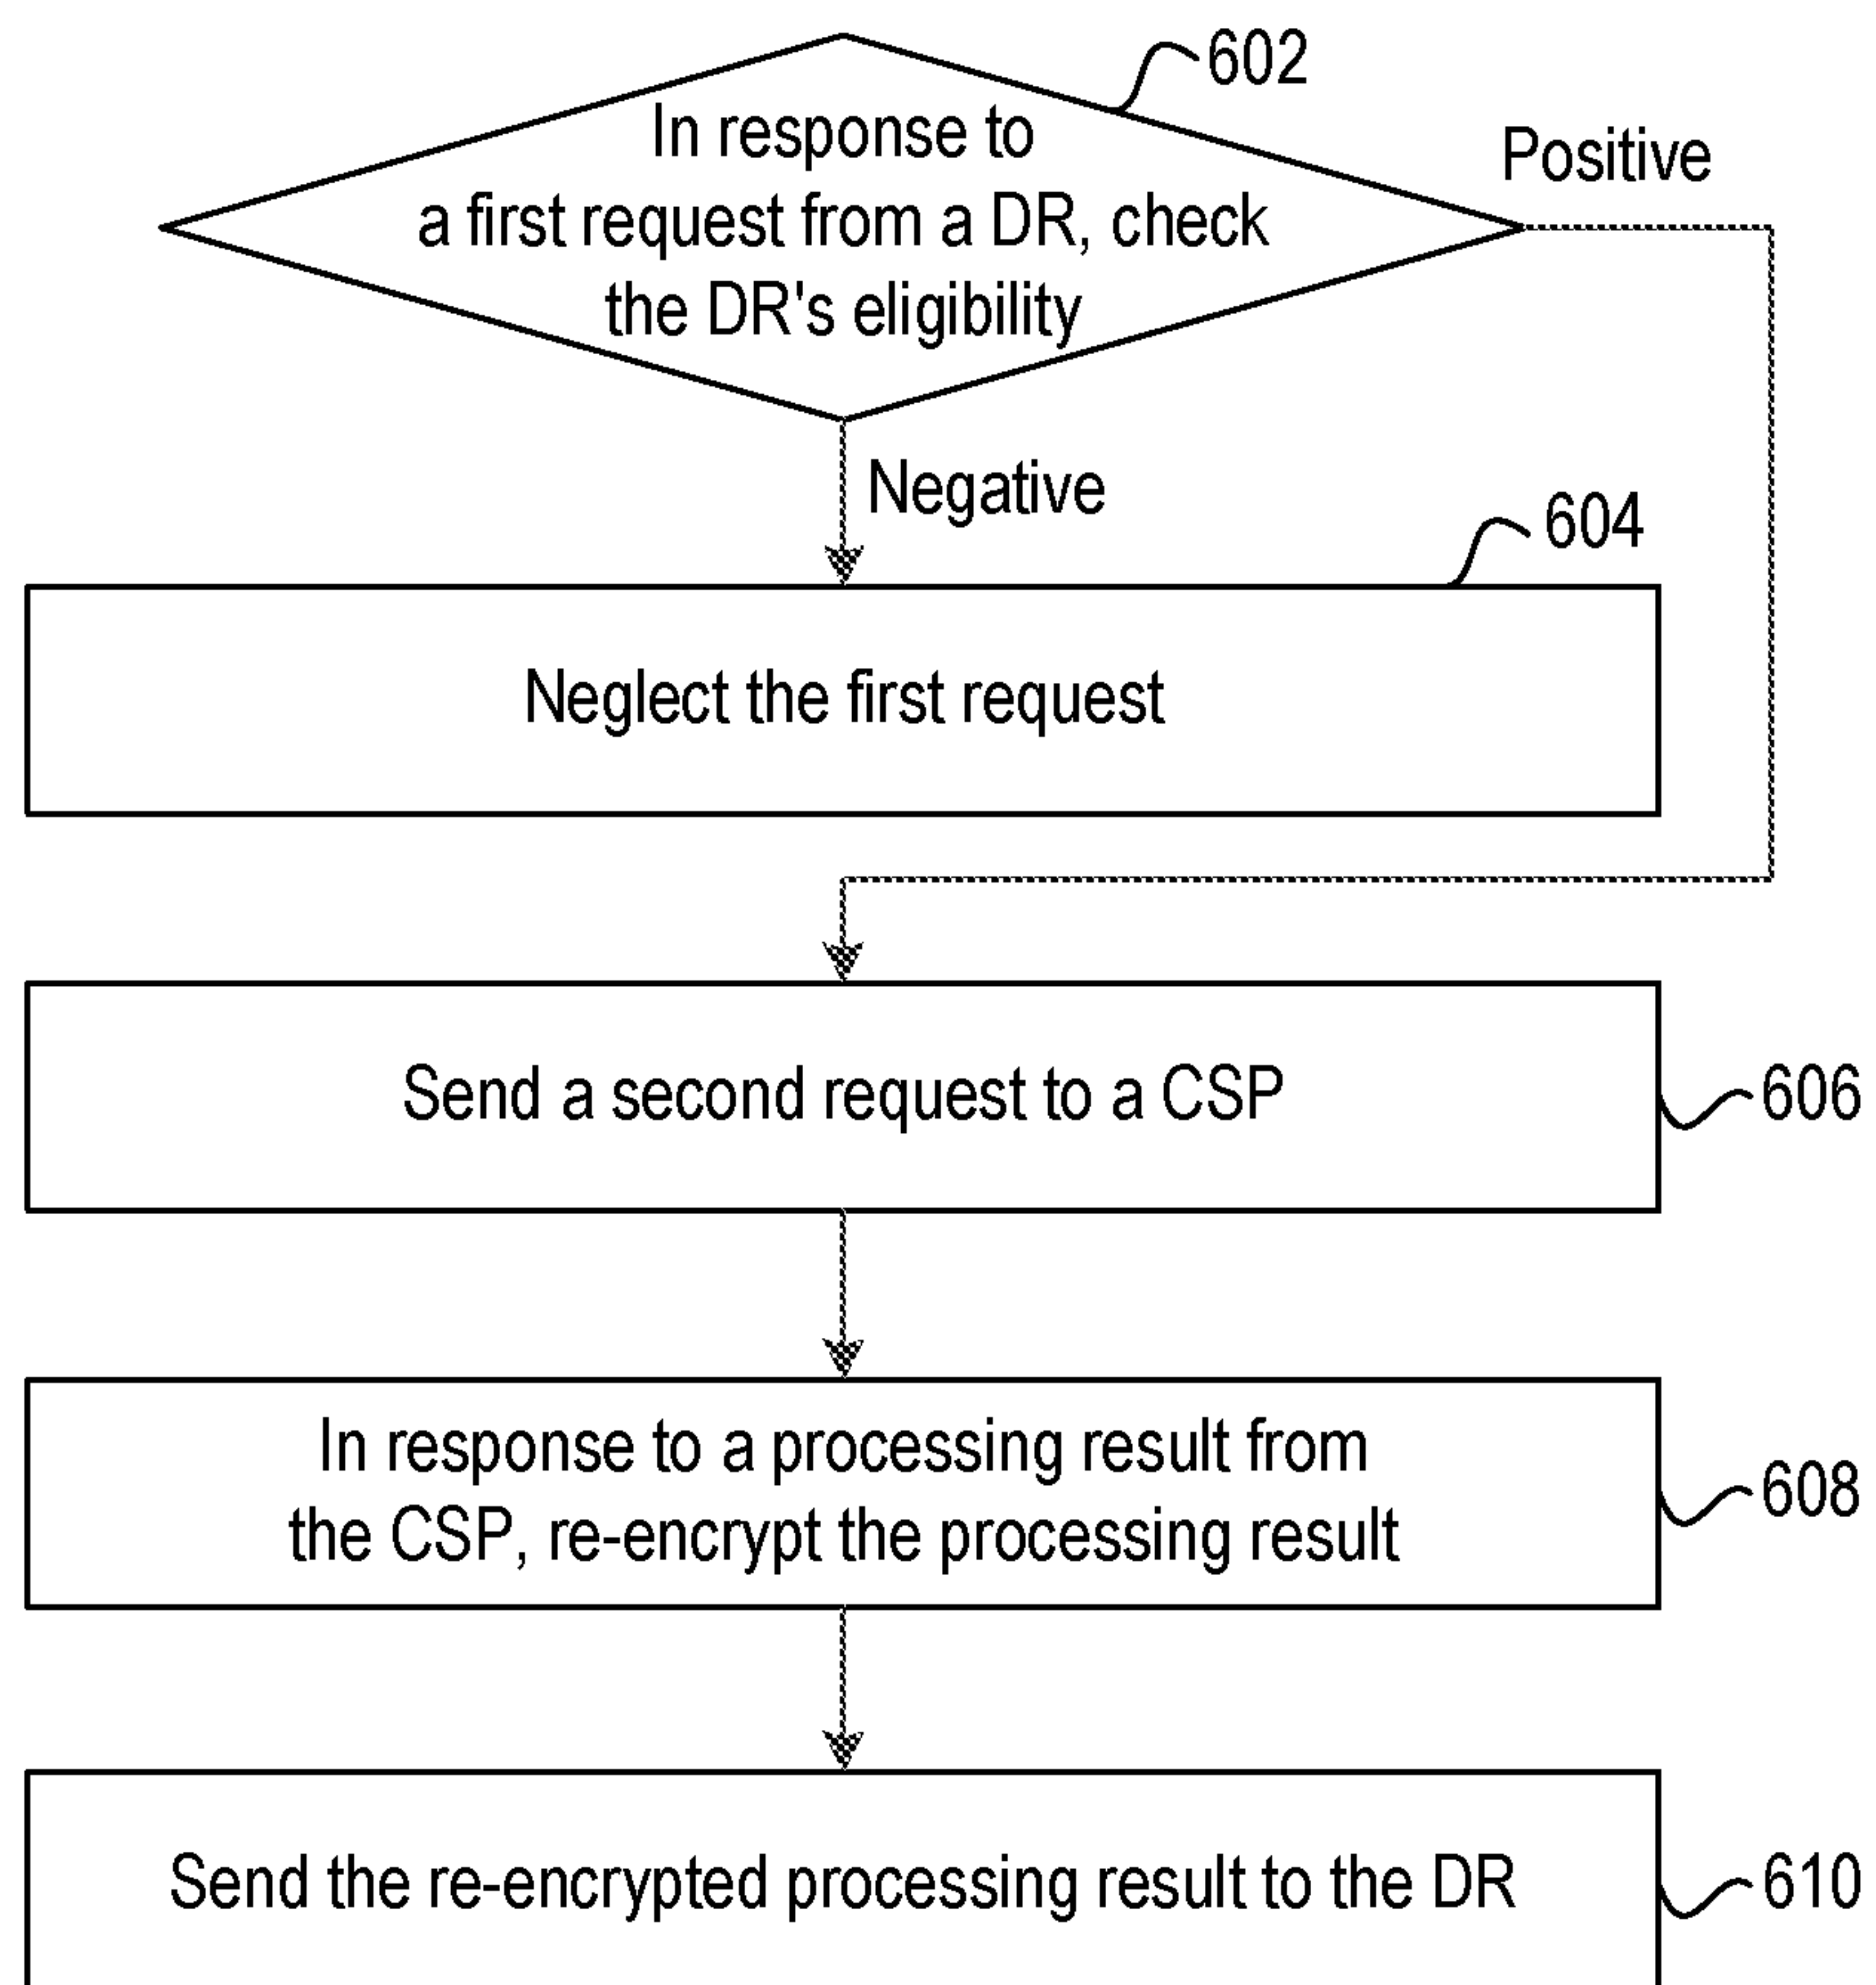 602
In response to
a first request from a DR, check
the DR's eligibility
Positive
Negative
604
Neglect the first request
Send a second request to a CSP
606
In response to a processing result from
the CSP, re-encrypt the processing result
608
Send the re-encrypted processing result to the DR
610